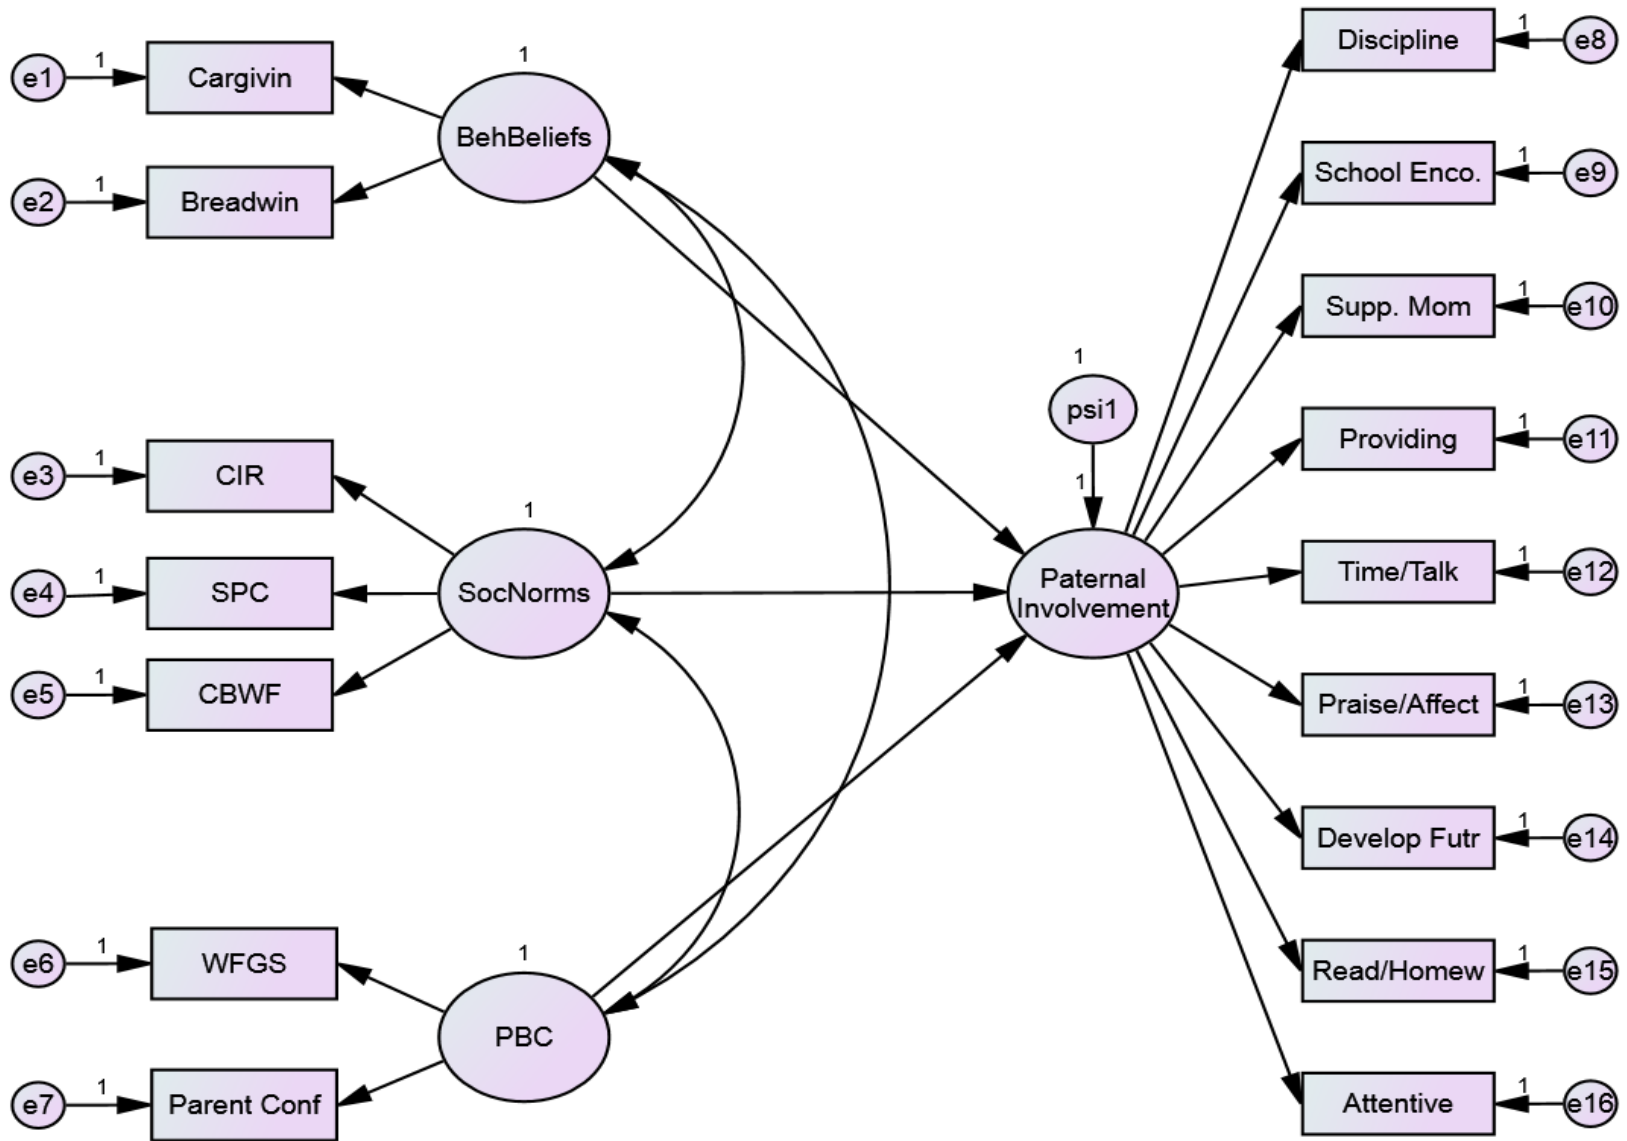 e1
1
Cargivin
e2
1
Breadwin
1
BehBeliefs
e3
1
CIR
e4
1
SPC
e5
1
CBWF
1
SocNorms
e6
1
WFGS
e7
1
Parent Conf
1
PBC
1
psi1
1
Paternal
Involvement
Discipline
1
e8
School Enco.
1
e9
Supp. Mom
1
e10
Providing
1
e11
Time/Talk
1
e12
Praise/Affect
1
e13
Develop Futr
1
e14
Read/Homew
1
e15
Attentive
1
e16